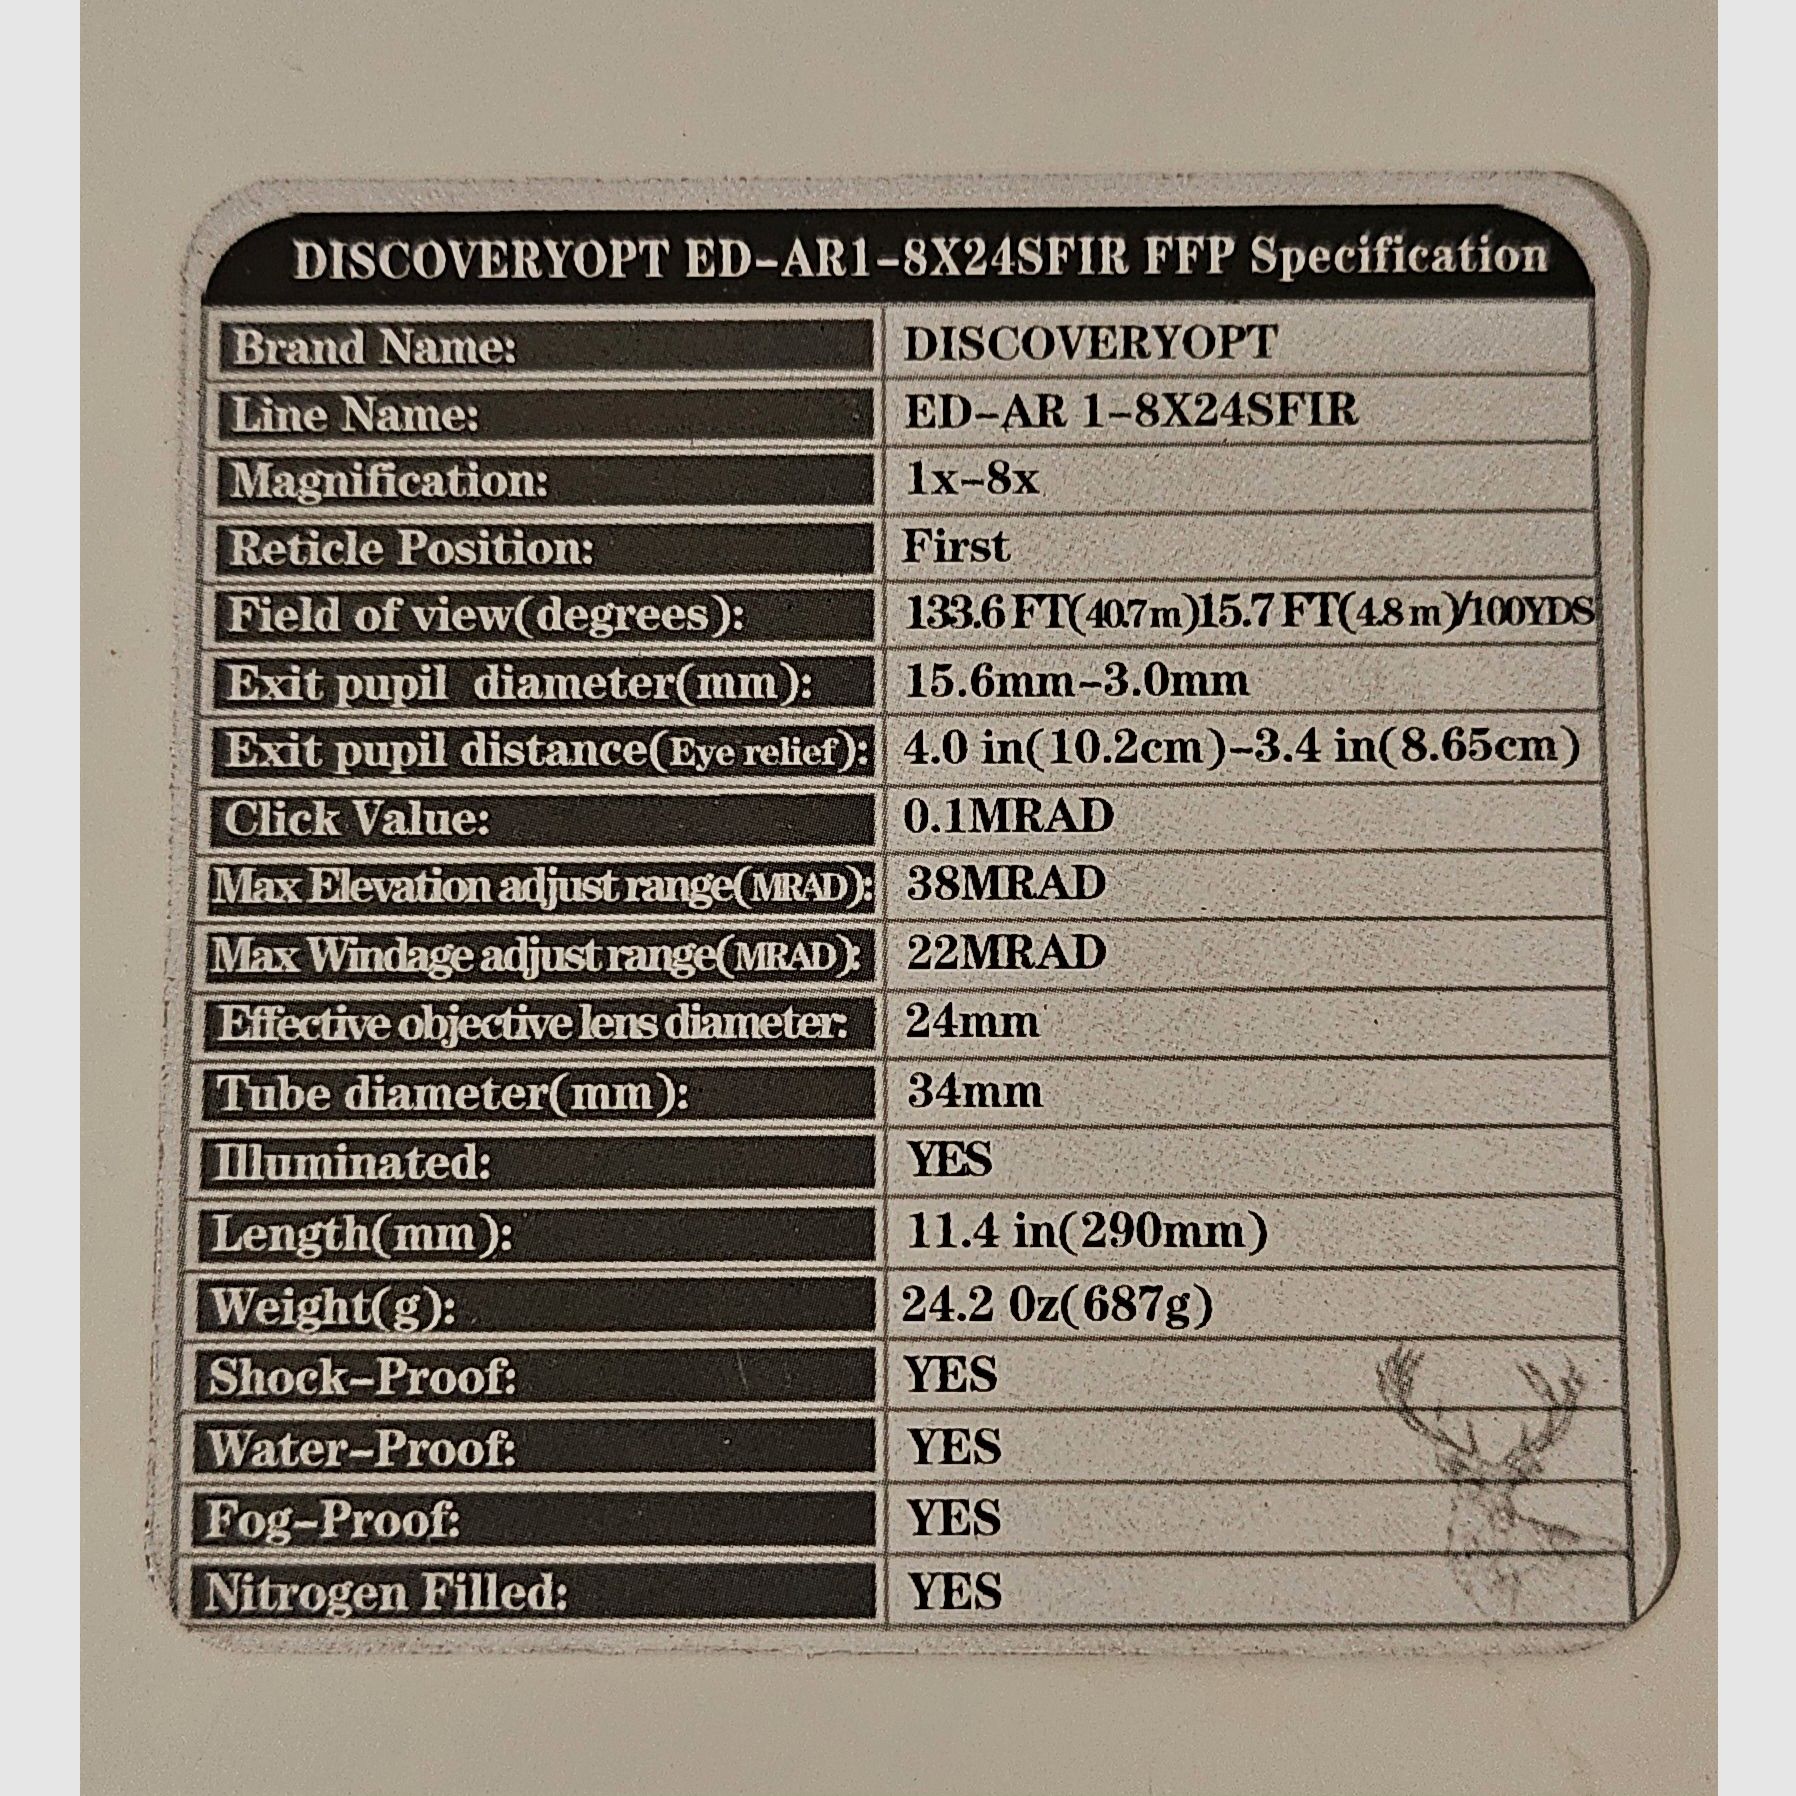 DISCOVERYOPT ED-AR1-8X24SFIR FFP Specification
Brand Name: DISCOVERYOPT
Line Name: ED-AR 1-8X24SFIR
Magnification: 1x-8x
Reticle Position: First
Field of view(degrees): 133.6FT(40.7m)15.7FT(4.8m)/100YDS
Exit pupil diameter(mm): 15.6mm-3.0mm
Exit pupil distance(Eye relief): 4.0 in(10.2cm)-3.4 in(8.65cm)
Click Value: 0.1MRAD
Max Elevation adjust range(MRAD): 38MRAD
Max Windage adjust range(MRAD): 22MRAD
Effective objective lens diameter: 24mm
Tube diameter(mm): 34mm
Illuminated: YES
Length(mm): 11.4 in(290mm)
Weight(g): 24.2 0z(687g)
Shock-Proof: YES
Water-Proof: YES
Fog-Proof: YES
Nitrogen Filled: YES